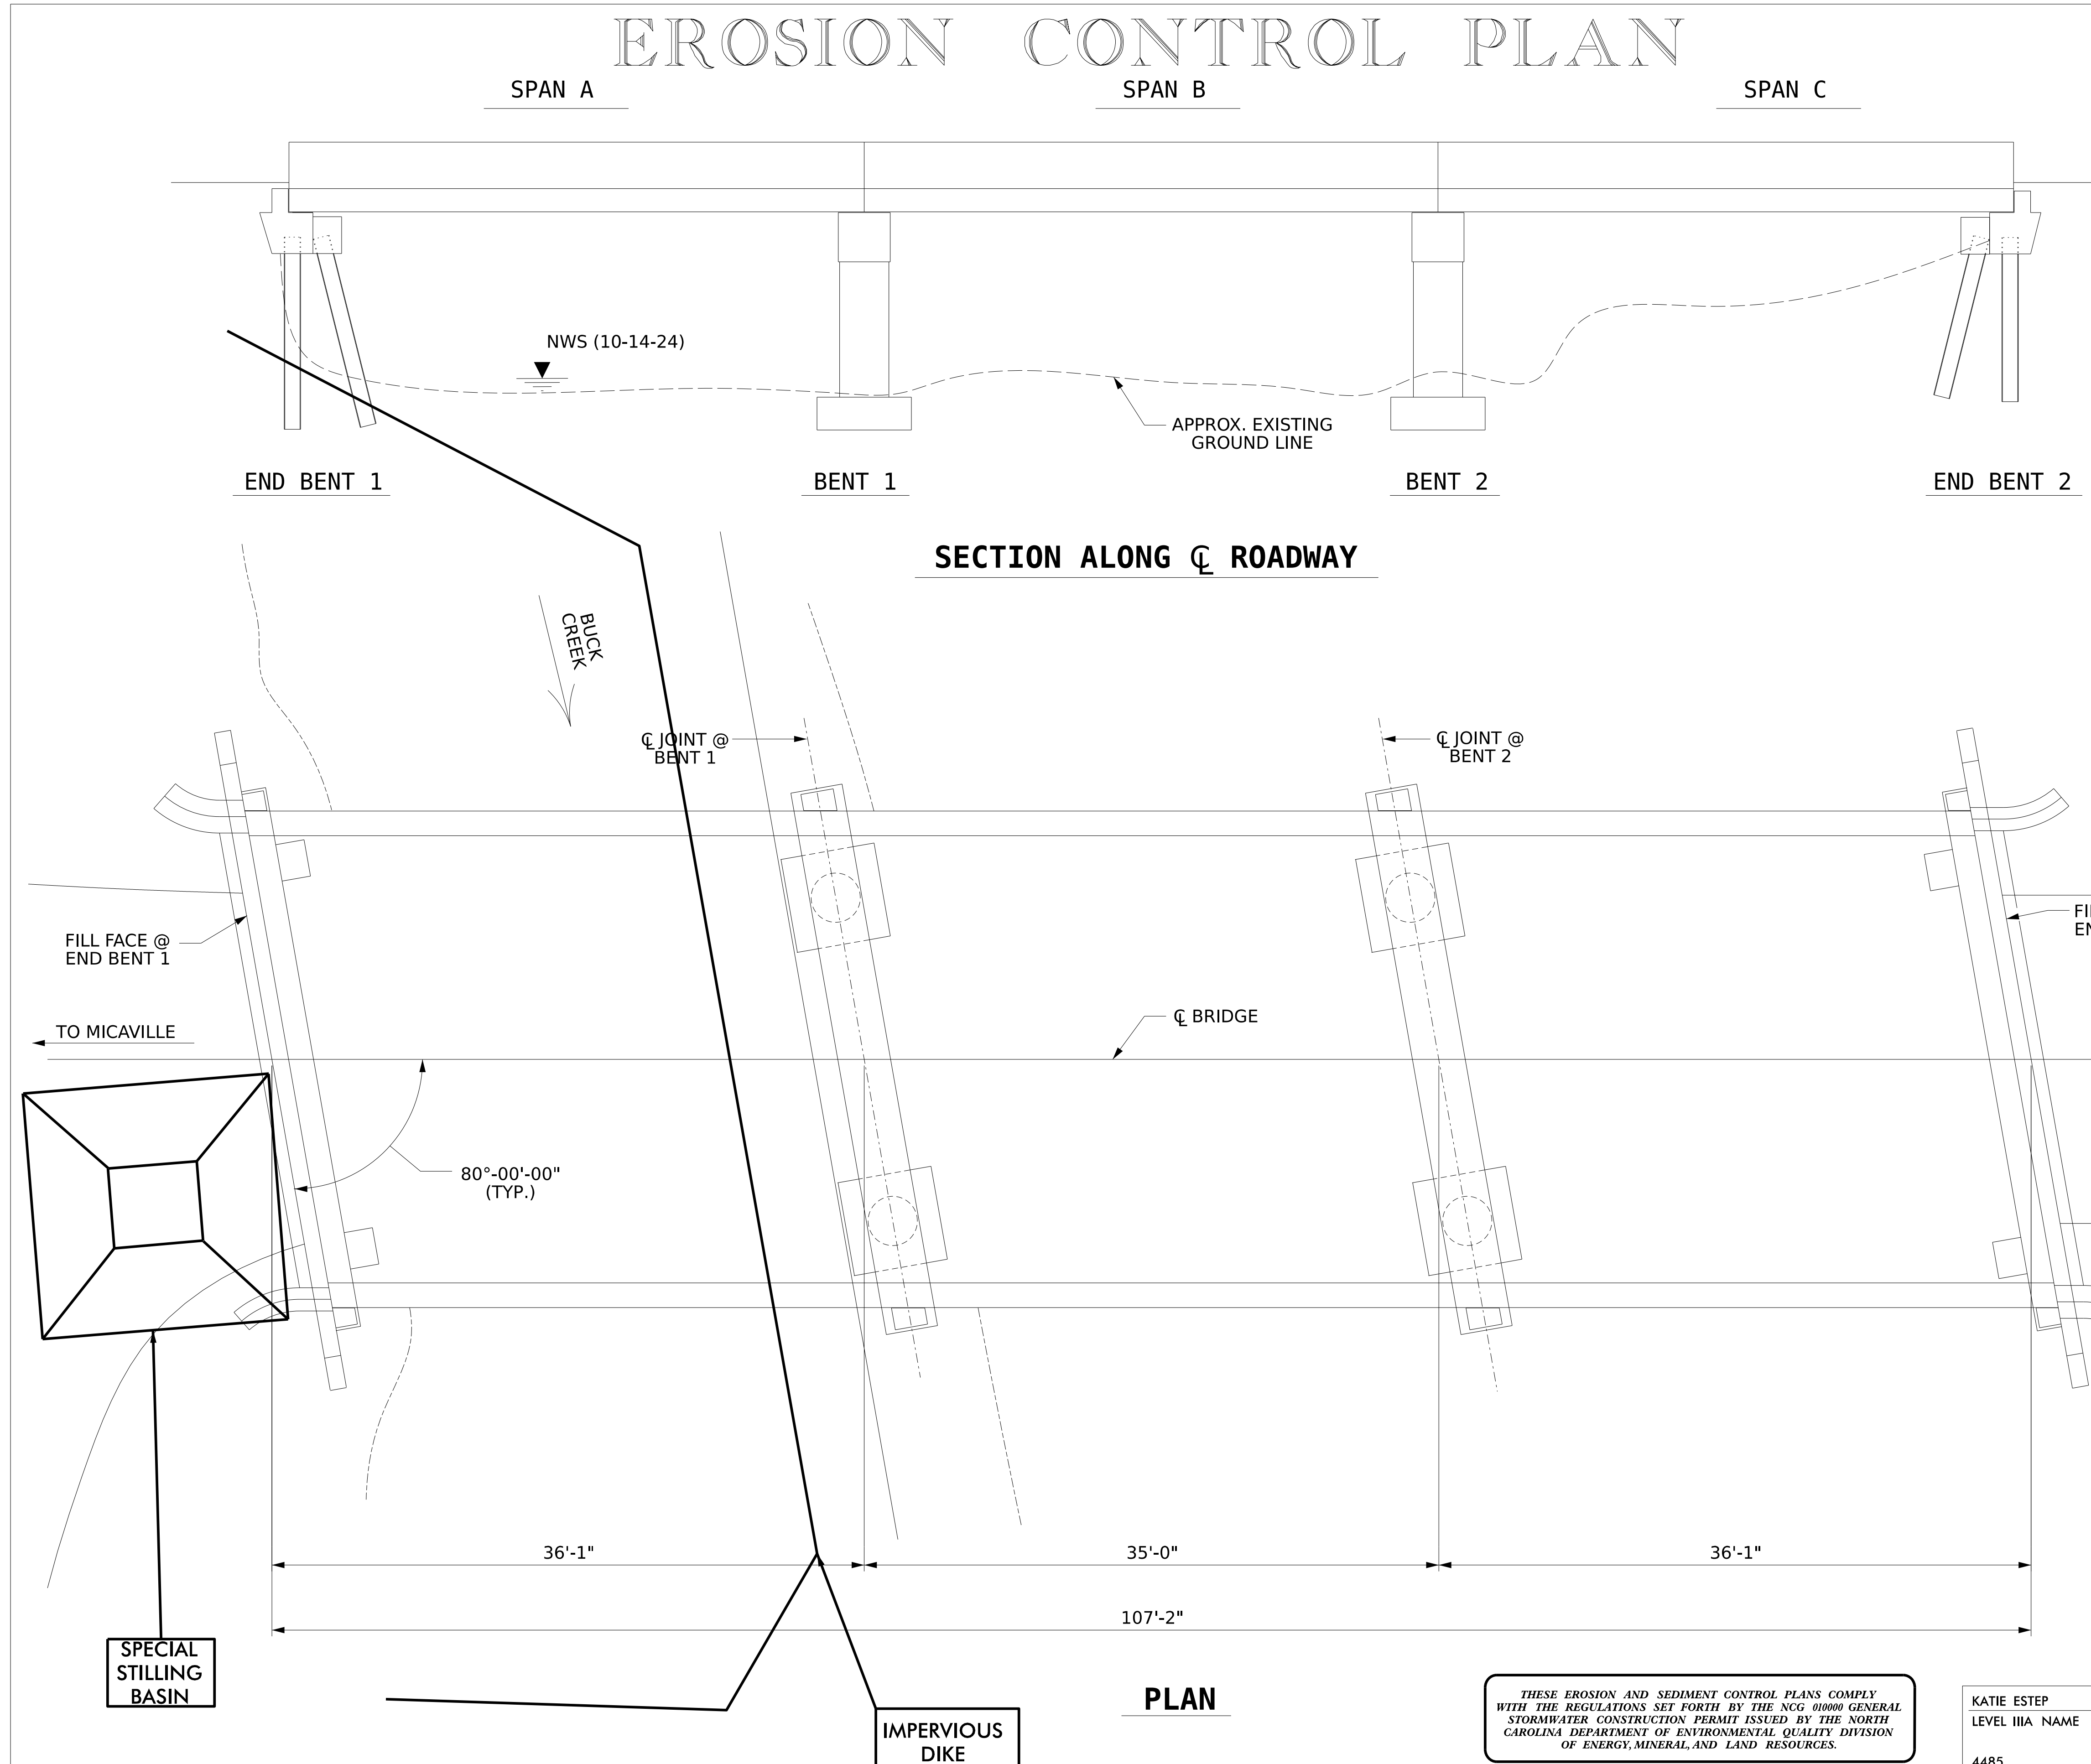 EROSION CONTROL PLAN
SPAN A
SPAN B
SPAN C
NWS (10-14-24)
APPROX. EXISTING
GROUND LINE
END BENT 1
BENT 1
BENT 2
END BENT 2
SECTION ALONG ℄ ROADWAY
BUCK
CREEK
℄ JOINT @
BENT 1
℄ JOINT @
BENT 2
FILL FACE @
END BENT 1
TO MICAVILLE
℄ BRIDGE
80°-00'-00"
(TYP.)
36'-1"
35'-0"
36'-1"
107'-2"
SPECIAL
STILLING
BASIN
IMPERVIOUS
DIKE
PLAN
THESE EROSION AND SEDIMENT CONTROL PLANS COMPLY
WITH THE REGULATIONS SET FORTH BY THE NCG 010000 GENERAL
STORMWATER CONSTRUCTION PERMIT ISSUED BY THE NORTH
CAROLINA DEPARTMENT OF ENVIRONMENTAL QUALITY DIVISION
OF ENERGY, MINERAL, AND LAND RESOURCES.
KATIE ESTEP
LEVEL IIIA NAME
4485